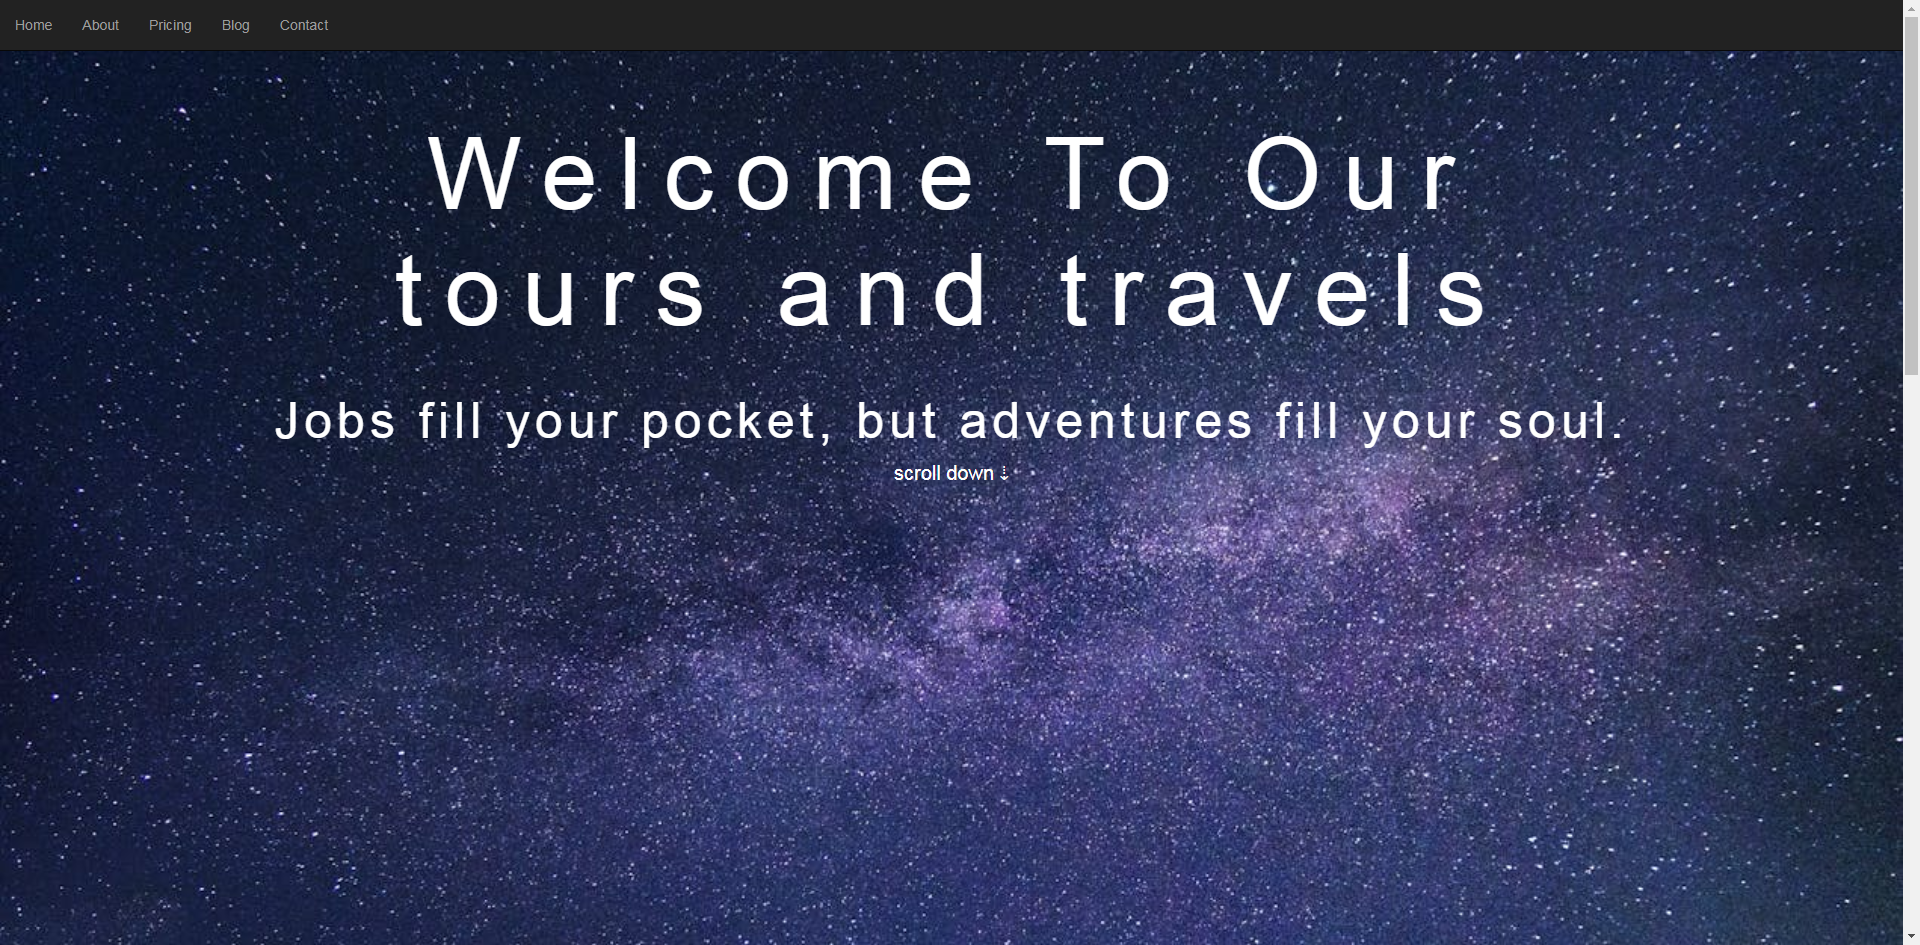 Home About Pricing Blog Contact
Welcome To Our
tours and travels
Jobs fill your pocket, but adventures fill your soul.
scroll down ⇣